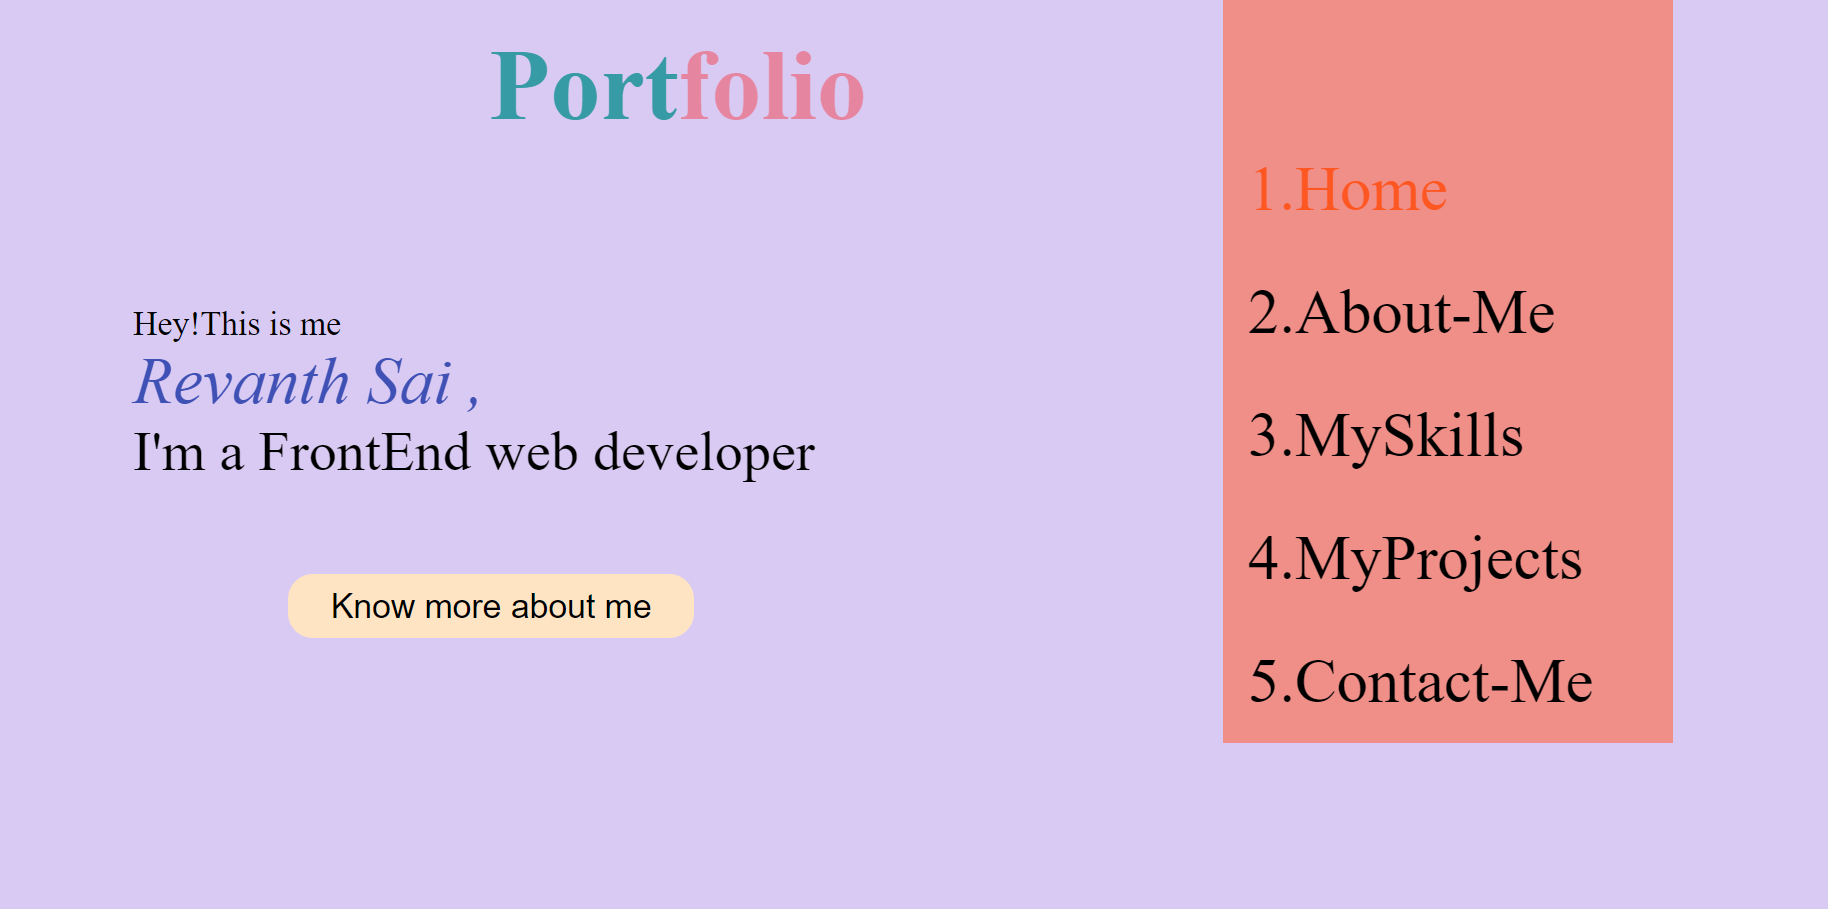 Portfolio
Hey!This is me
Revanth Sai ,
I'm a FrontEnd web developer
Know more about me
1.Home
2.About-Me
3.MySkills
4.MyProjects
5.Contact-Me